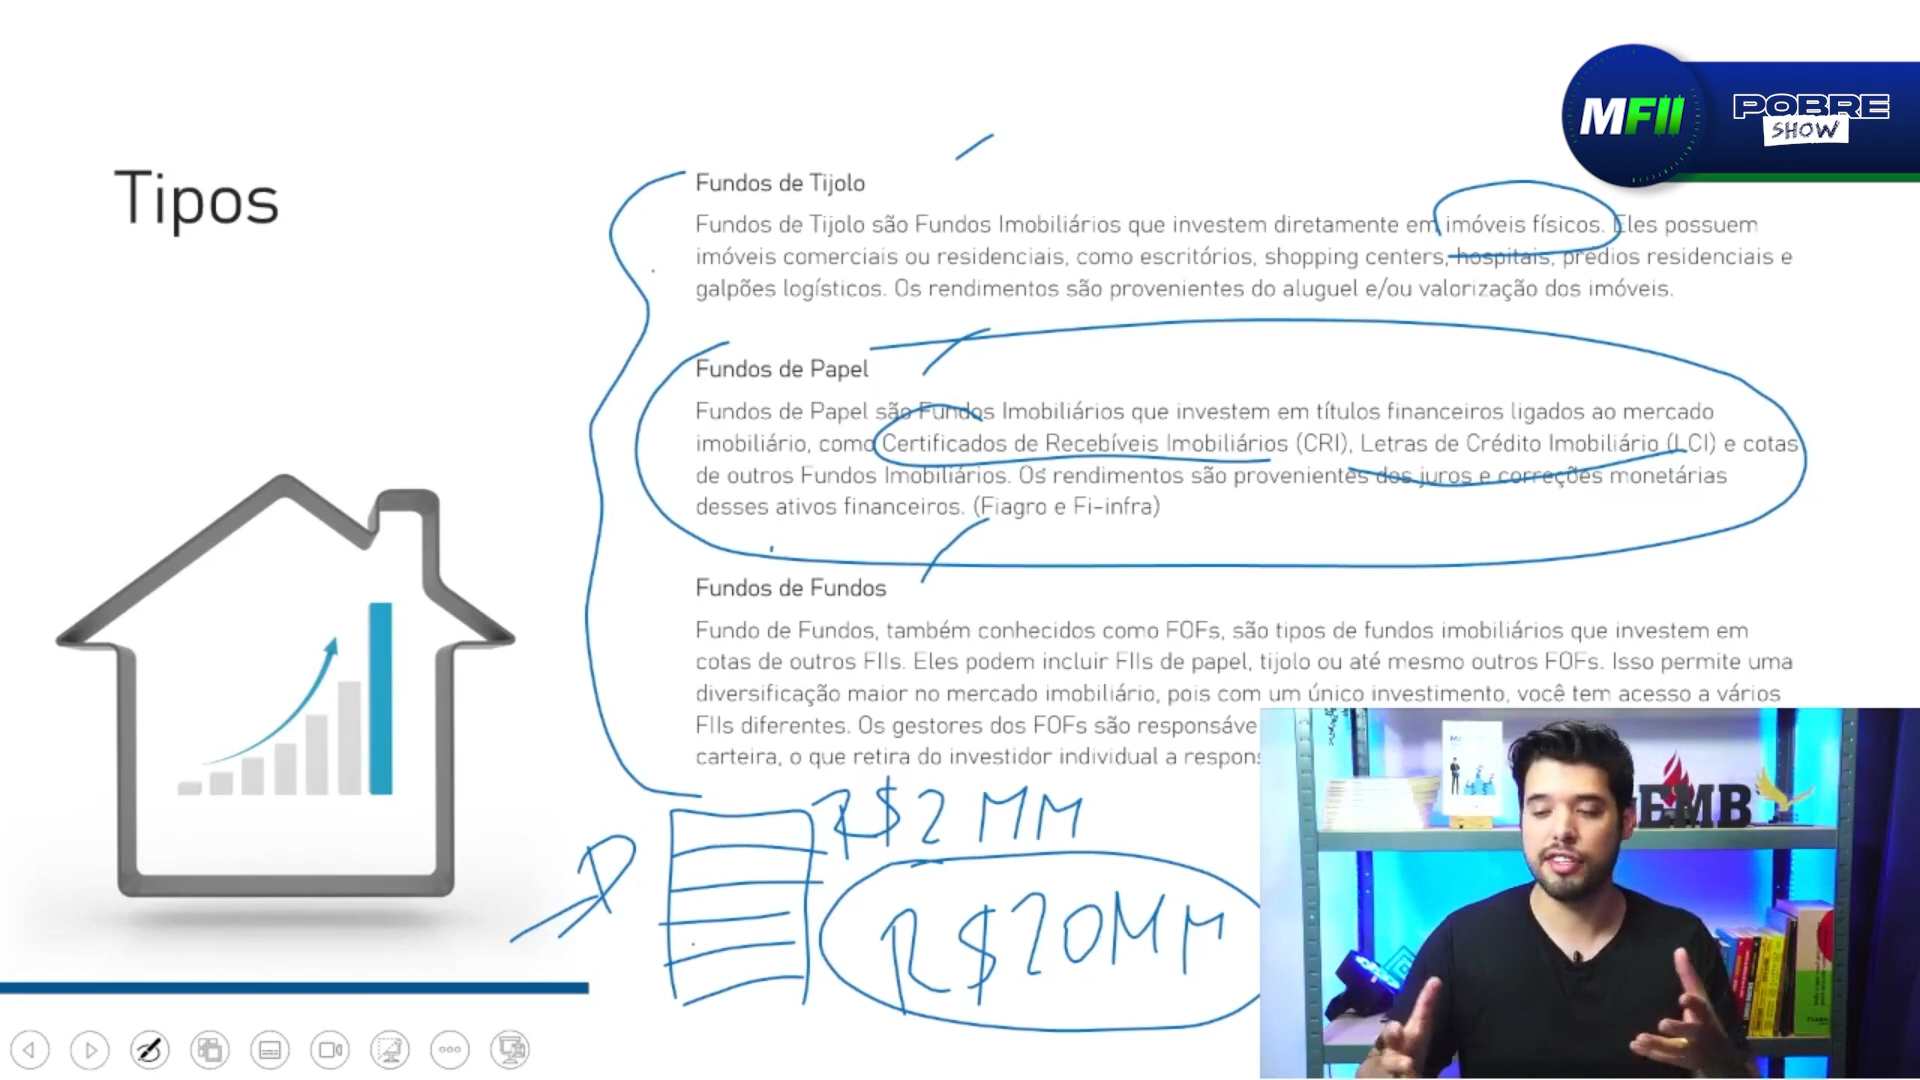 MFII
POBRE
SHOW
Tipos
Fundos de Tijolo
Fundos de Tijolo são Fundos Imobiliários que investem diretamente em imóveis físicos. Eles possuem
imóveis comerciais ou residenciais, como escritórios, shopping centers, hospitais, prédios residenciais e
galpões logísticos. Os rendimentos são provenientes do aluguel e/ou valorização dos imóveis.
Fundos de Papel
Fundos de Papel são Fundos Imobiliários que investem em títulos financeiros ligados ao mercado
imobiliário, como Certificados de Recebíveis Imobiliários (CRI), Letras de Crédito Imobiliário (LCI) e cotas
de outros Fundos Imobiliários. Os rendimentos são provenientes dos juros e correções monetárias
desses ativos financeiros. (Fiagro e Fi-infra)
Fundos de Fundos
Fundo de Fundos, também conhecidos como FOFs, são tipos de fundos imobiliários que investem em
cotas de outros FIIs. Eles podem incluir FIIs de papel, tijolo ou até mesmo outros FOFs. Isso permite uma
diversificação maior no mercado imobiliário, pois com um único investimento, você tem acesso a vários
FIIs diferentes. Os gestores dos FOFs são responsáve
carteira, o que retira do investidor individual a respons
R$2 MM
R$20MM
EMB